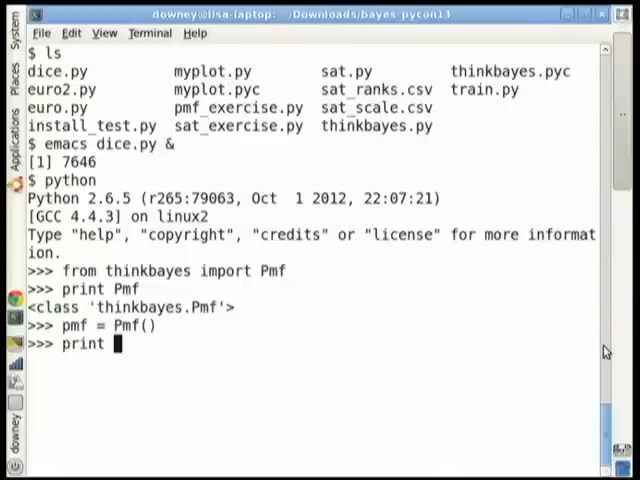 downey@lisa-laptop: ~/Downloads/bayes_pycon13
File Edit View Terminal Help
$ ls
dice.py myplot.py sat.py thinkbayes.pyc
euro2.py myplot.pyc sat_ranks.csv train.py
euro.py pmf_exercise.py sat_scale.csv
install_test.py sat_exercise.py thinkbayes.py
$ emacs dice.py &
[1] 7646
$ python
Python 2.6.5 (r265:79063, Oct  1 2012, 22:07:21)
[GCC 4.4.3] on linux2
Type "help", "copyright", "credits" or "license" for more informat
ion.
>>> from thinkbayes import Pmf
>>> print Pmf
<class 'thinkbayes.Pmf'>
>>> pmf = Pmf()
>>> print
System
Places
Applications
downey